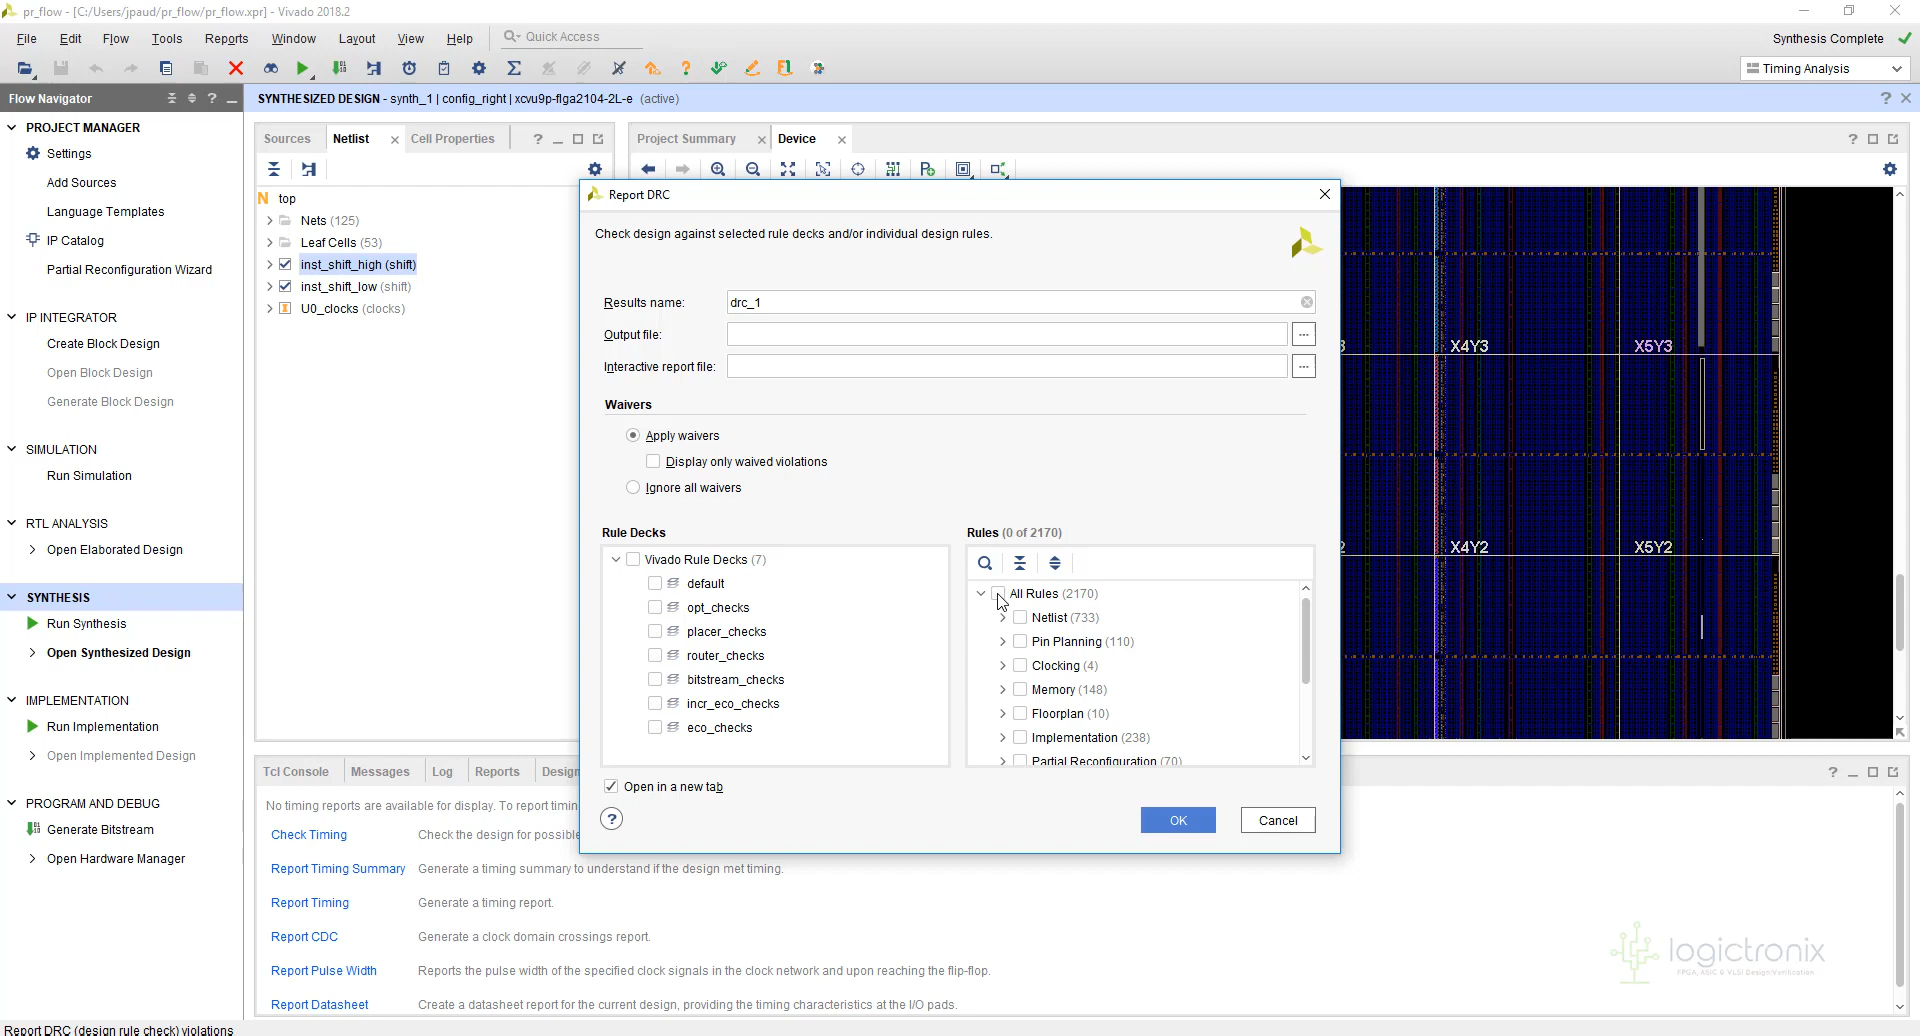 pr_flow - [C:/Users/jpaud/pr_flow/pr_flow.xpr] - Vivado 2018.2
File Edit Flow Tools Reports Window Layout View Help Quick Access
Synthesis Complete
Timing Analysis
Flow Navigator
SYNTHESIZED DESIGN - synth_1 | config_right | xcvu9p-flga2104-2L-e (active)
PROJECT MANAGER
Settings
Add Sources
Language Templates
IP Catalog
Partial Reconfiguration Wizard
IP INTEGRATOR
Create Block Design
Open Block Design
Generate Block Design
SIMULATION
Run Simulation
RTL ANALYSIS
Open Elaborated Design
SYNTHESIS
Run Synthesis
Open Synthesized Design
IMPLEMENTATION
Run Implementation
Open Implemented Design
PROGRAM AND DEBUG
Generate Bitstream
Open Hardware Manager
Sources Netlist Cell Properties
N top
Nets (125)
Leaf Cells (53)
inst_shift_high (shift)
inst_shift_low (shift)
U0_clocks (clocks)
Project Summary Device
X4Y3 X5Y3
X4Y2 X5Y2
Report DRC
Check design against selected rule decks and/or individual design rules.
Results name: drc_1
Output file:
Interactive report file:
Waivers
Apply waivers
Display only waived violations
Ignore all waivers
Rule Decks
Vivado Rule Decks (7)
default
opt_checks
placer_checks
router_checks
bitstream_checks
incr_eco_checks
eco_checks
Rules (0 of 2170)
All Rules (2170)
Netlist (733)
Pin Planning (110)
Clocking (4)
Memory (148)
Floorplan (10)
Implementation (238)
Partial Reconfiguration (70)
Open in a new tab
OK Cancel
Tcl Console Messages Log Reports Design
No timing reports are available for display. To report timin
Check Timing Check the design for possible
Report Timing Summary Generate a timing summary to understand if the design met timing.
Report Timing Generate a timing report.
Report CDC Generate a clock domain crossings report.
Report Pulse Width Reports the pulse width of the specified clock signals in the clock network and upon reaching the flip-flop.
Report Datasheet Create a datasheet report for the current design, providing the timing characteristics at the I/O pads.
logictronix
FPGA, ASIC & VLSI Design/Verification
Report DRC (design rule check) violations